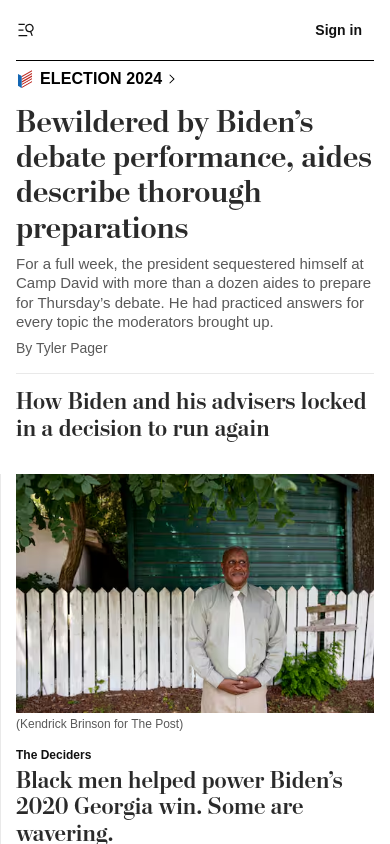 Sign in
ELECTION 2024
Bewildered by Biden’s
debate performance, aides
describe thorough
preparations
For a full week, the president sequestered himself at
Camp David with more than a dozen aides to prepare
for Thursday’s debate. He had practiced answers for
every topic the moderators brought up.
By Tyler Pager
How Biden and his advisers locked
in a decision to run again
(Kendrick Brinson for The Post)
The Deciders
Black men helped power Biden’s
2020 Georgia win. Some are
wavering.